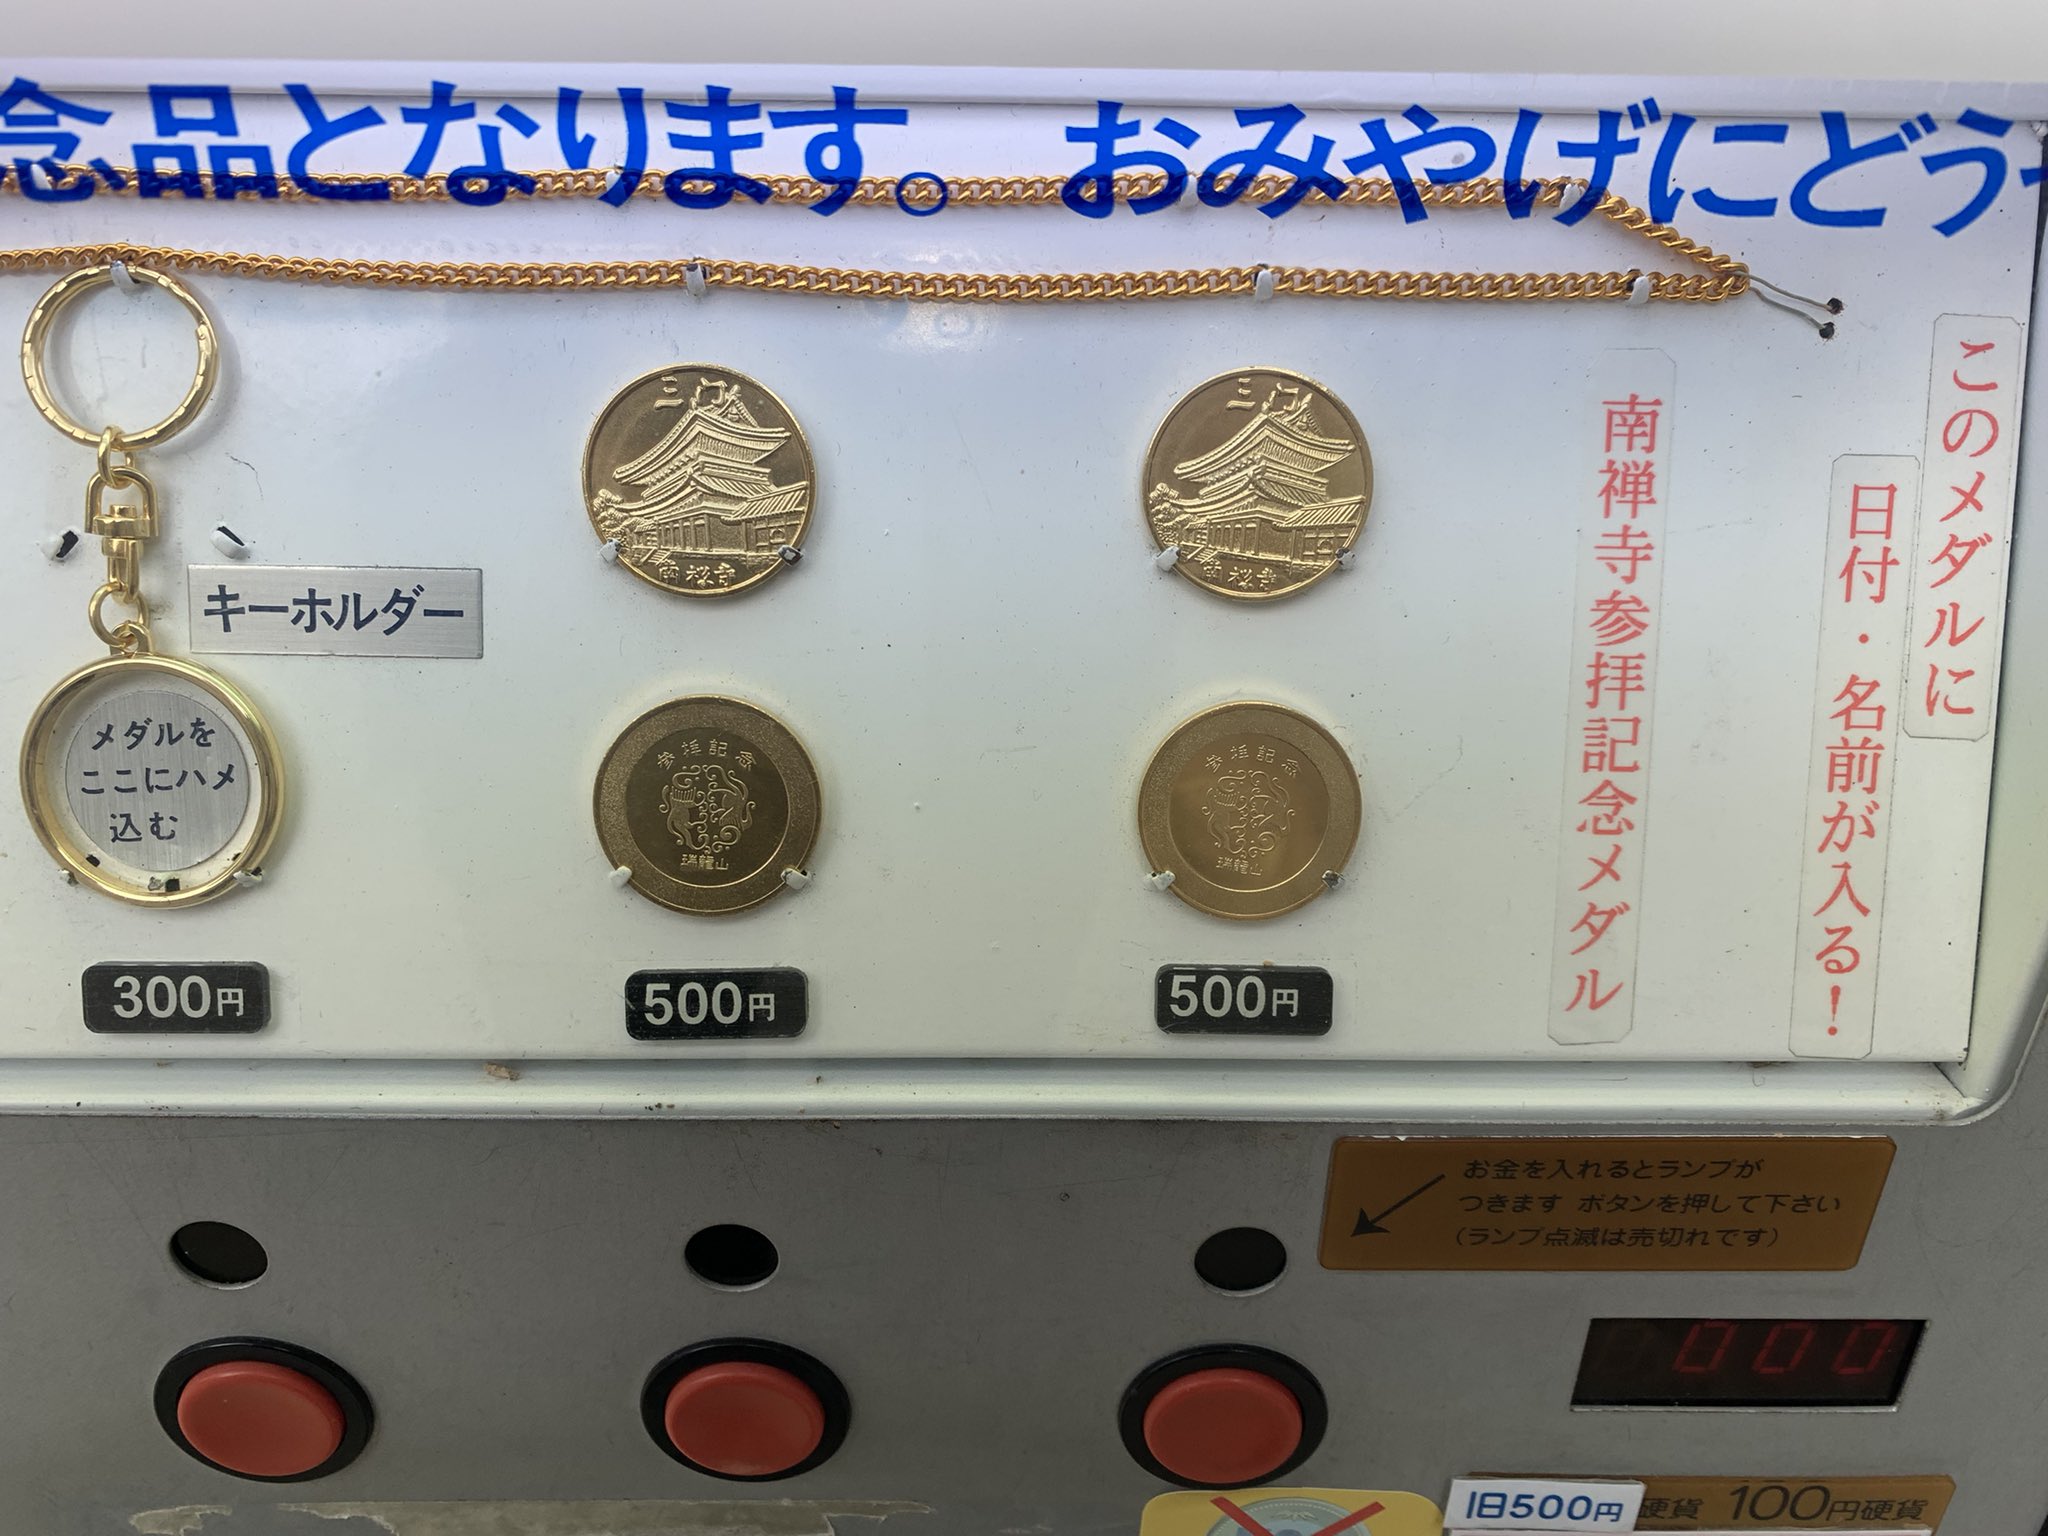 念品となります。おみやげにどう
このメダルに
日付・名前が入る!
南禅寺参拝記念メダル
三门
南禅寺
三门
南禅寺
キーホルダー
メダルを
ここにハメ
込む
参拝記念
瑞龍山
参拝記念
瑞龍山
300円
500円
500円
お金を入れるとランプが
つきます ボタンを押して下さい
(ランプ点滅は売切れです)
000
旧500円硬貨 100円硬貨